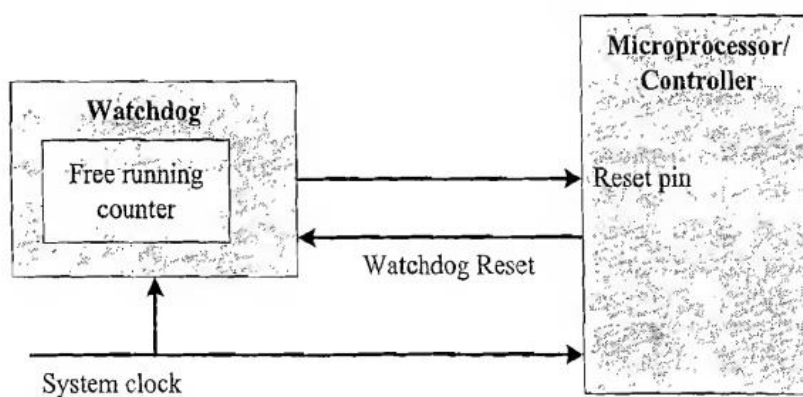 Microprocessor/
Controller
Watchdog
Free running
counter
Reset pin
Watchdog Reset
System clock